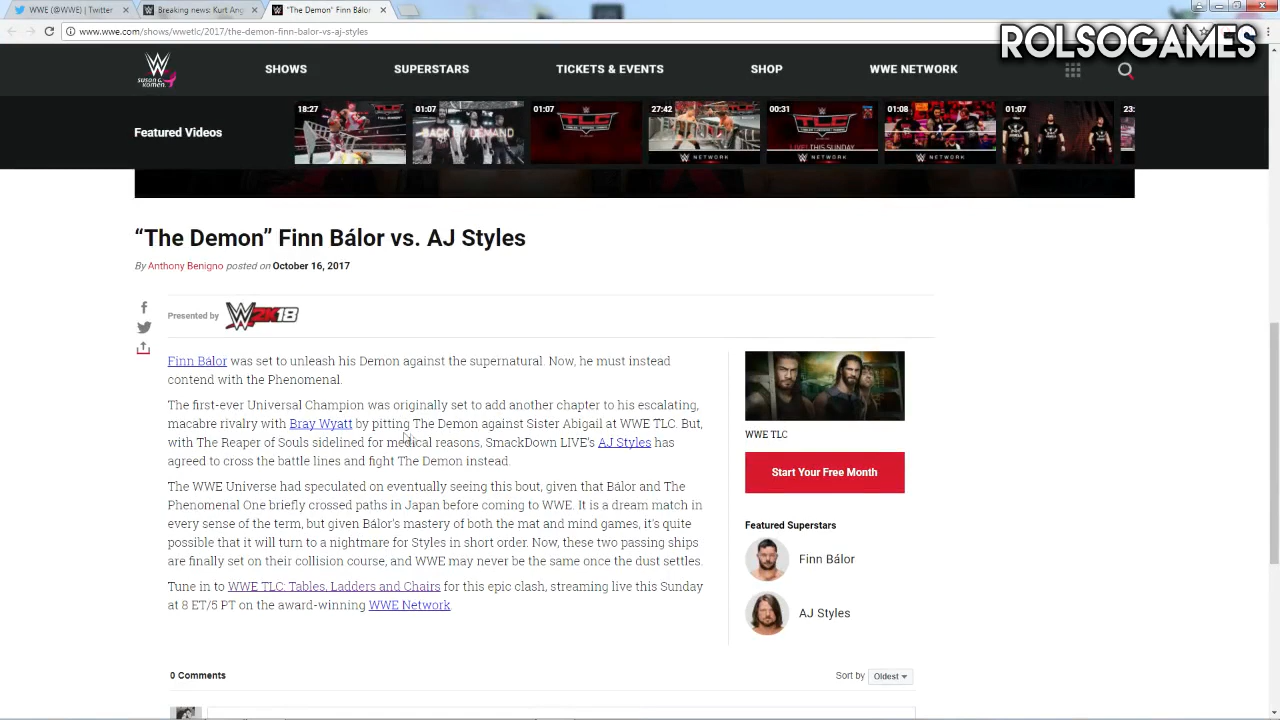 WWE (@WWE) | Twitter
Breaking news: Kurt Ang
"The Demon" Finn Bálor
www.wwe.com/shows/wwetlc/2017/the-demon-finn-balor-vs-aj-styles
ROLSOGAMES
susan g. komen.
SHOWS
SUPERSTARS
TICKETS & EVENTS
SHOP
WWE NETWORK
Featured Videos
18:27
01:07
BACK BY DEMAND
01:07
27:42
NETWORK
00:31
LIVE! THIS SUNDAY
NETWORK
01:08
NETWORK
01:07
23:
“The Demon” Finn Bálor vs. AJ Styles
By Anthony Benigno posted on October 16, 2017
Presented by W2K18
Finn Bálor was set to unleash his Demon against the supernatural. Now, he must instead
contend with the Phenomenal.
The first-ever Universal Champion was originally set to add another chapter to his escalating,
macabre rivalry with Bray Wyatt by pitting The Demon against Sister Abigail at WWE TLC. But,
with The Reaper of Souls sidelined for medical reasons, SmackDown LIVE's AJ Styles has
agreed to cross the battle lines and fight The Demon instead.
The WWE Universe had speculated on eventually seeing this bout, given that Bálor and The
Phenomenal One briefly crossed paths in Japan before coming to WWE. It is a dream match in
every sense of the term, but given Bálor's mastery of both the mat and mind games, it's quite
possible that it will turn to a nightmare for Styles in short order. Now, these two passing ships
are finally set on their collision course, and WWE may never be the same once the dust settles.
Tune in to WWE TLC: Tables, Ladders and Chairs for this epic clash, streaming live this Sunday
at 8 ET/5 PT on the award-winning WWE Network.
WWE TLC
Start Your Free Month
Featured Superstars
Finn Bálor
AJ Styles
0 Comments
Sort by Oldest